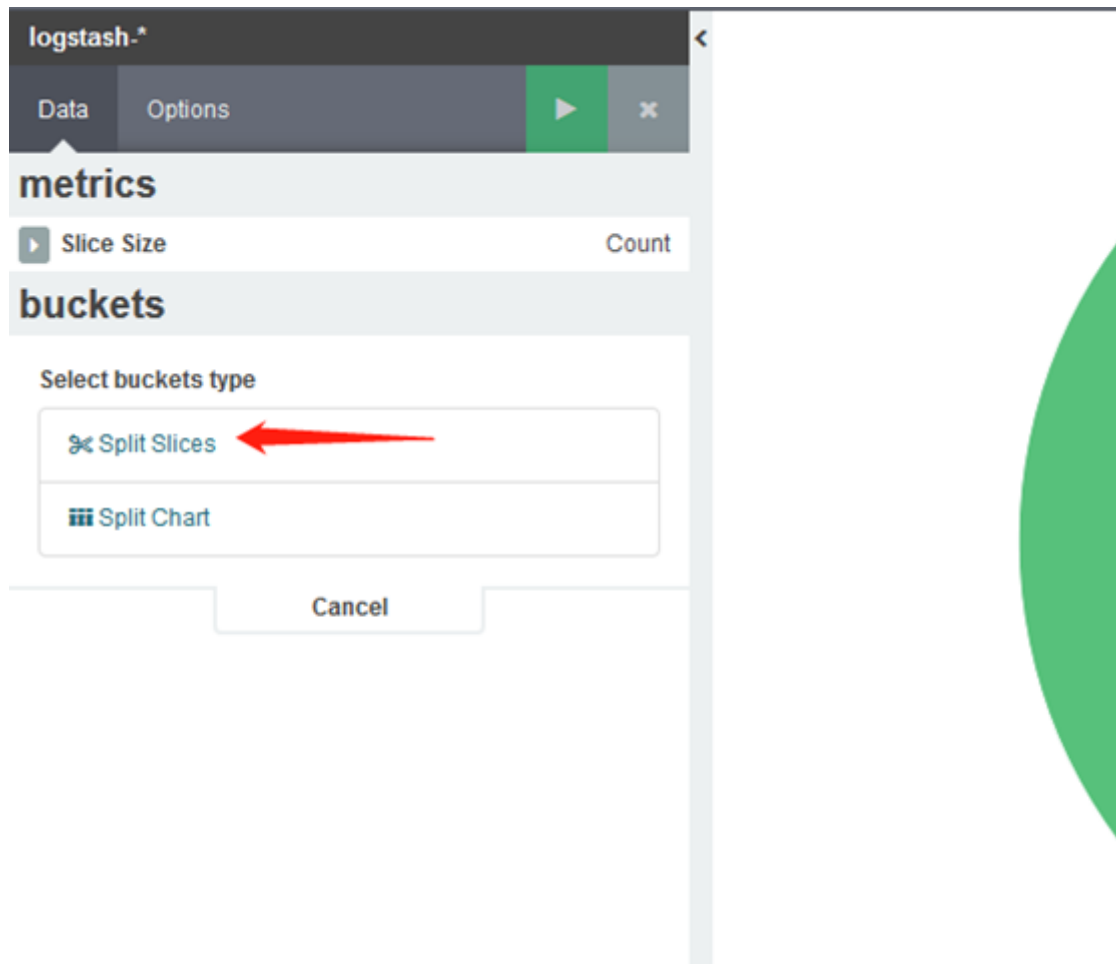 logstash-*
Data Options
metrics
Slice Size Count
buckets
Select buckets type
Split Slices
Split Chart
Cancel